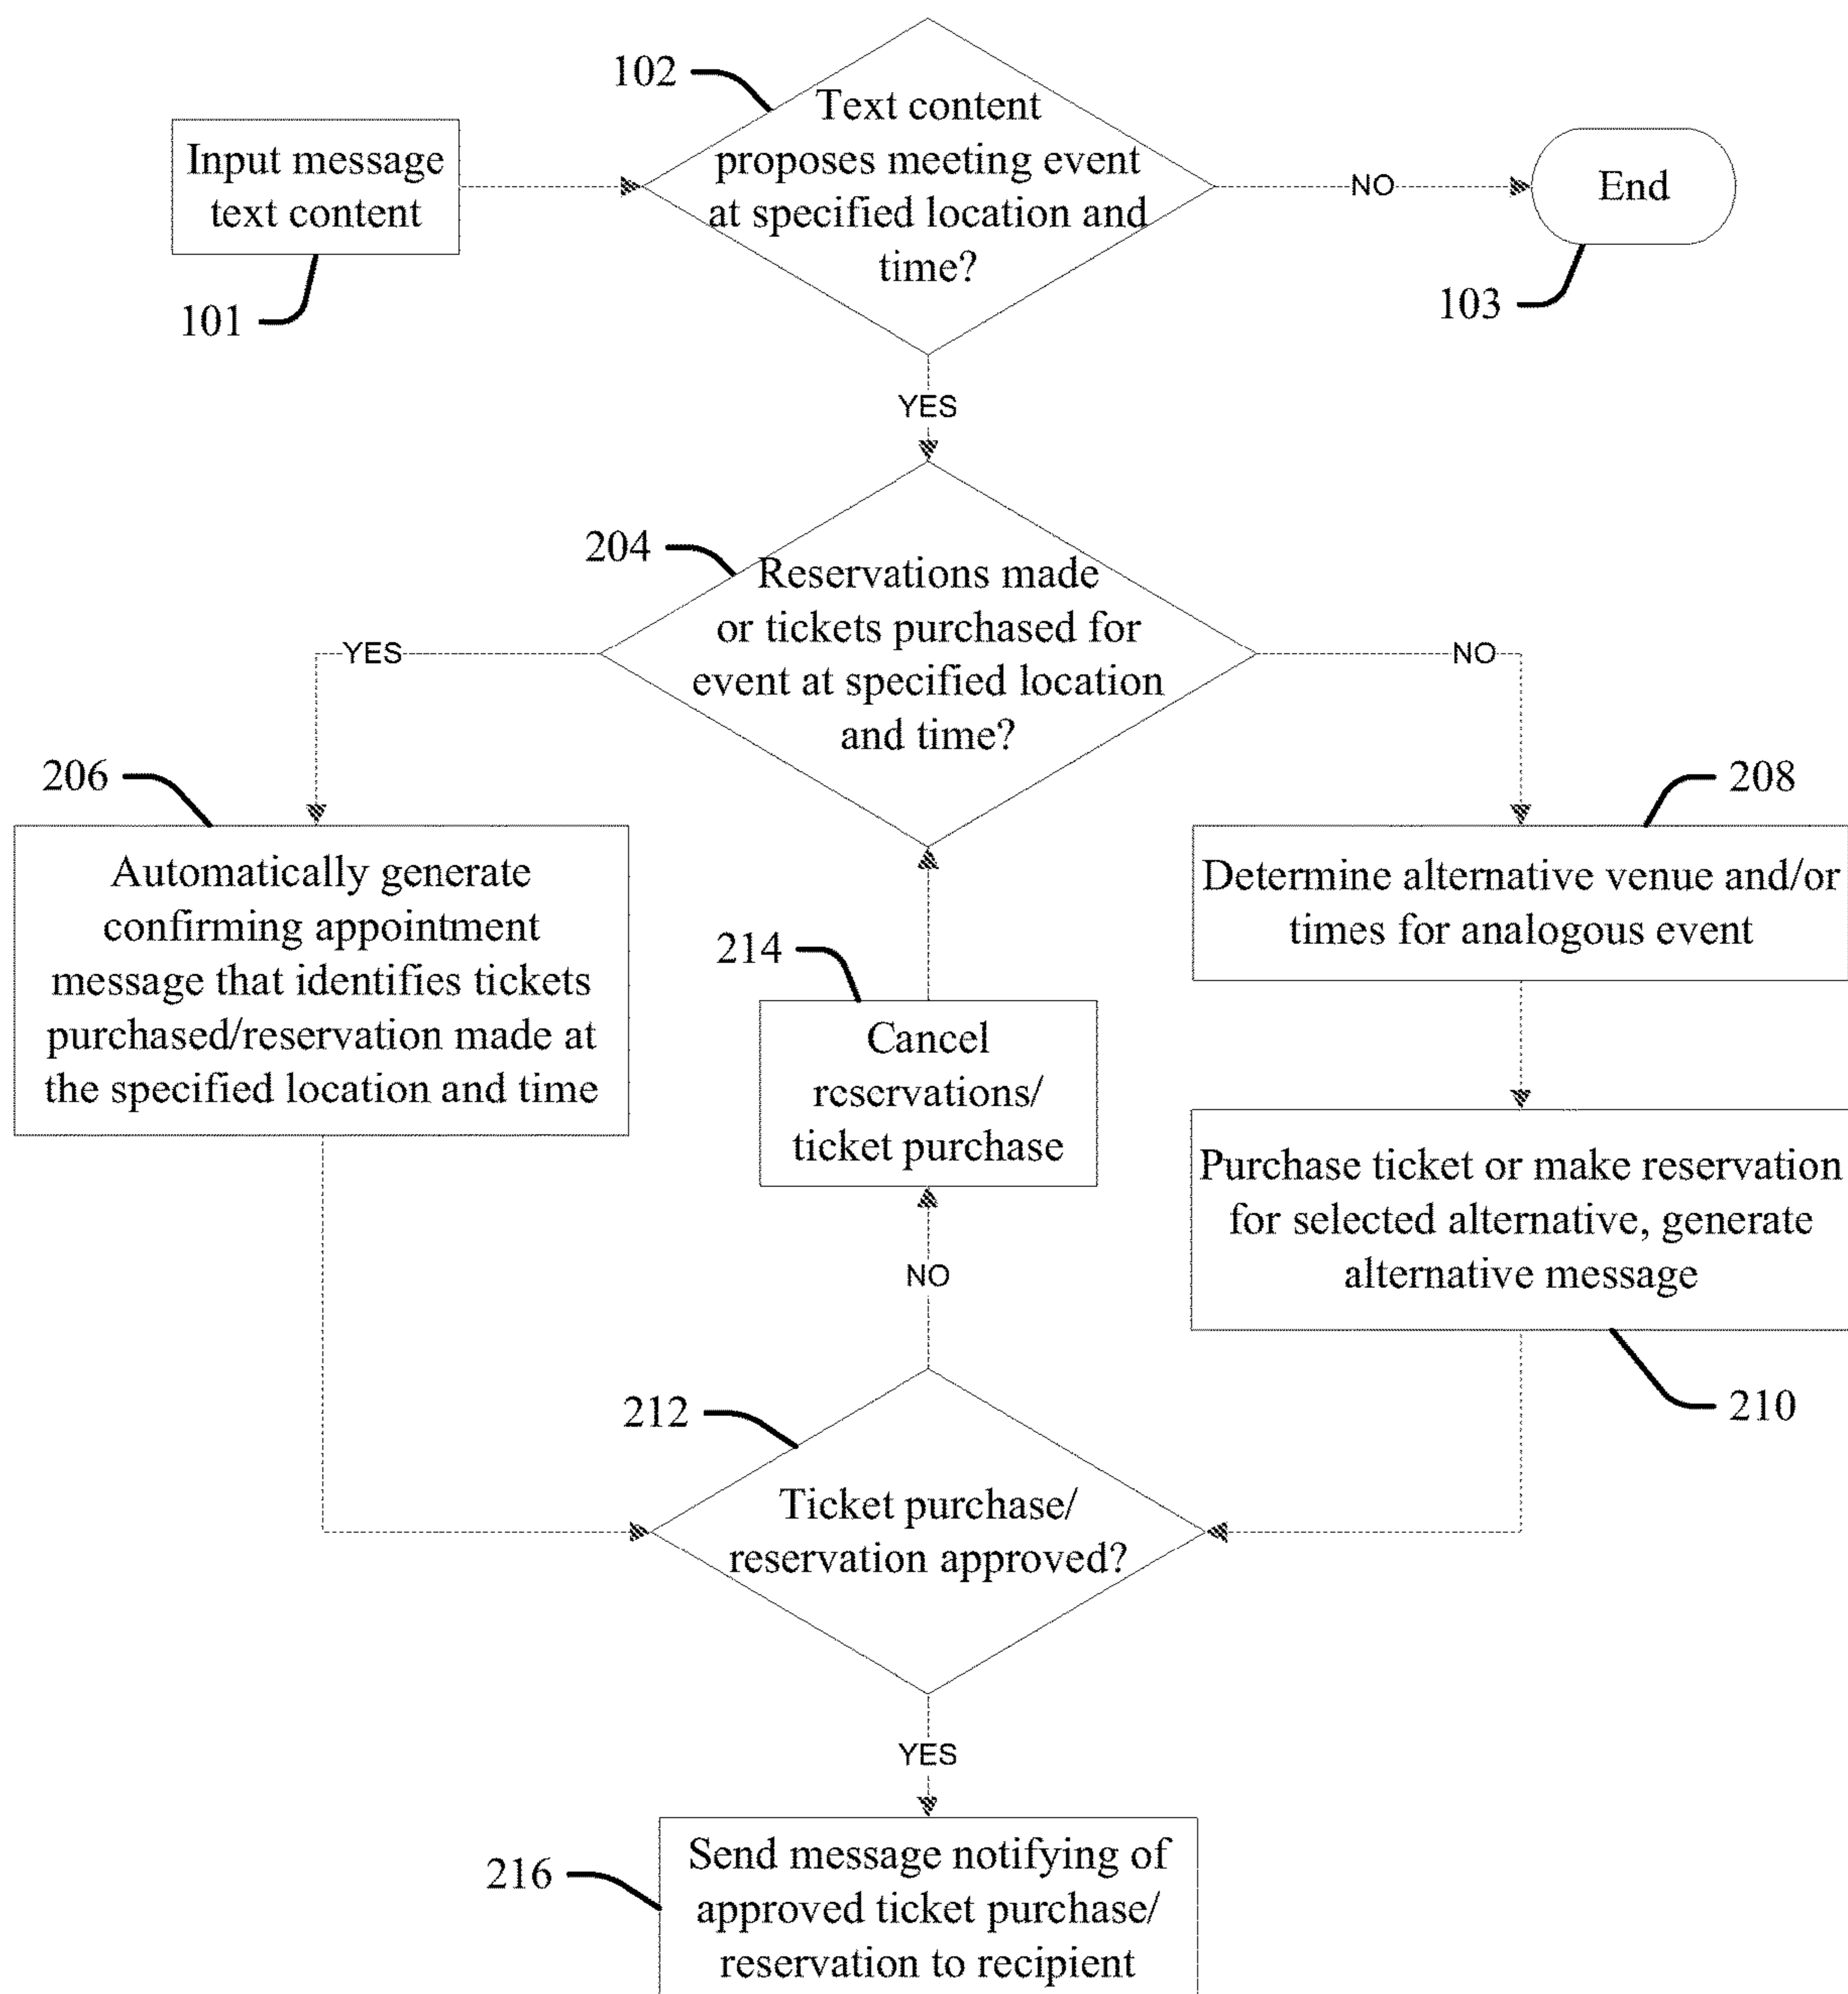 102
Text content
proposes meeting event
at specified location and
time?
Input message
text content
101
NO
End
103
YES
204
Reservations made
or tickets purchased for
event at specified location
and time?
YES
NO
206
208
Automatically generate
confirming appointment
message that identifies tickets
purchased/reservation made at
the specified location and time
Determine alternative venue and/or
times for analogous event
214
Cancel
reservations/
ticket purchase
Purchase ticket or make reservation
for selected alternative, generate
alternative message
NO
210
212
Ticket purchase/
reservation approved?
YES
216
Send message notifying of
approved ticket purchase/
reservation to recipient